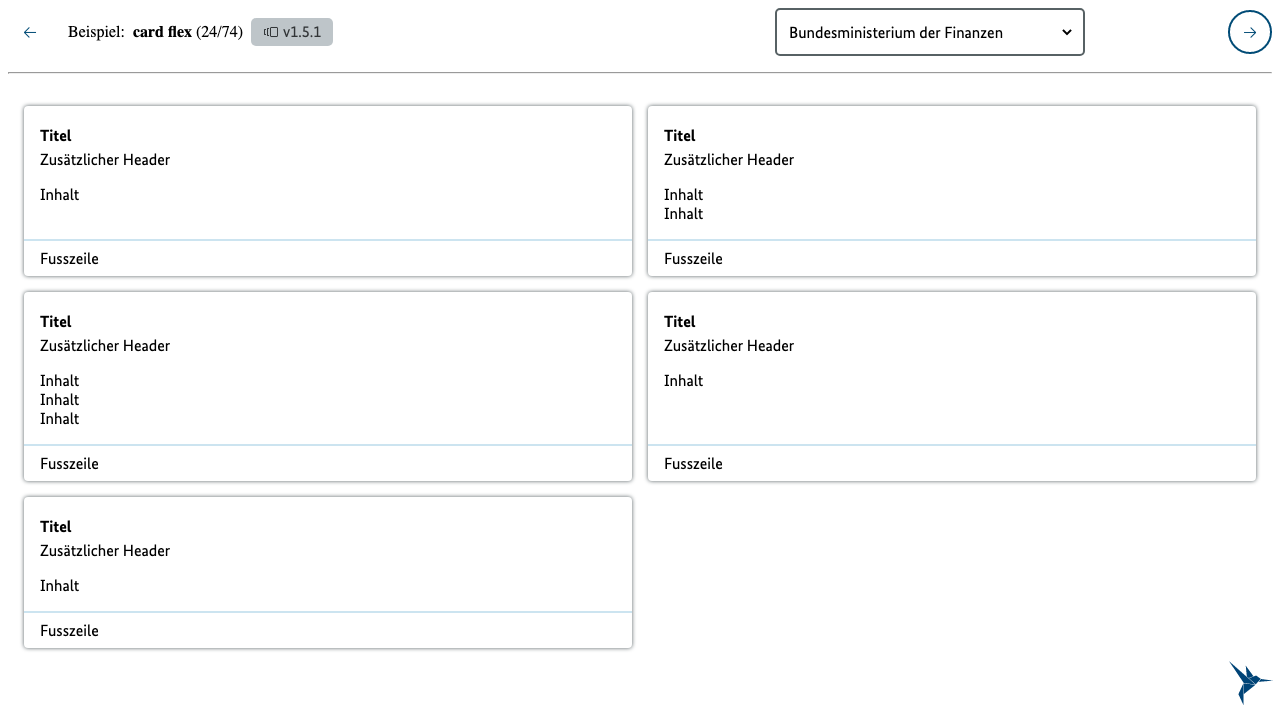 Beispiel: card flex (24/74) v1.5.1 Bundesministerium der Finanzen
Titel
Zusätzlicher Header
Inhalt
Fusszeile
Titel
Zusätzlicher Header
Inhalt
Inhalt
Fusszeile
Titel
Zusätzlicher Header
Inhalt
Inhalt
Inhalt
Fusszeile
Titel
Zusätzlicher Header
Inhalt
Fusszeile
Titel
Zusätzlicher Header
Inhalt
Fusszeile